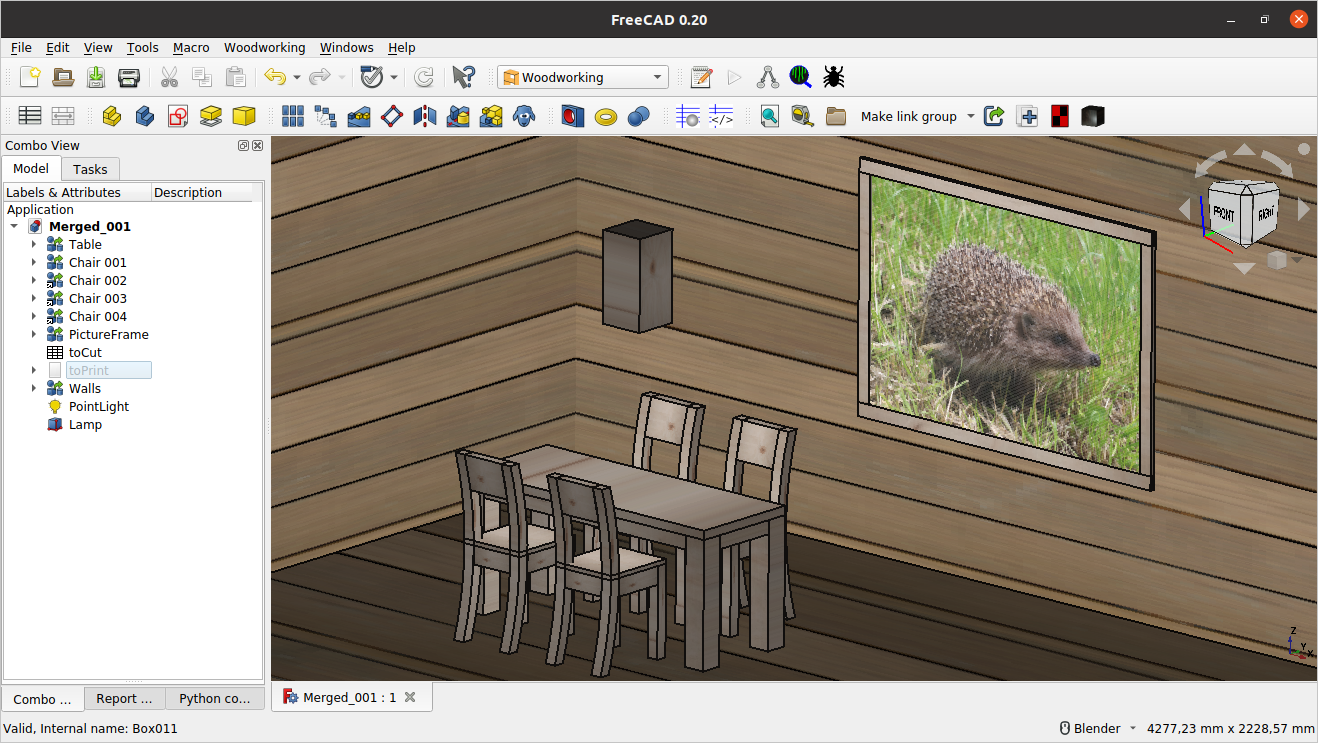 FreeCAD 0.20
File Edit View Tools Macro Woodworking Windows Help
Woodworking
Make link group
Combo View
Model Tasks
Labels & Attributes Description
Application
Merged_001
Table
Chair 001
Chair 002
Chair 003
Chair 004
PictureFrame
toCut
toPrint
Walls
PointLight
Lamp
FRONT RIGHT
Z
Y
X
Combo ... Report ... Python co...
Merged_001 : 1
Valid, Internal name: Box011
Blender 4277,23 mm x 2228,57 mm